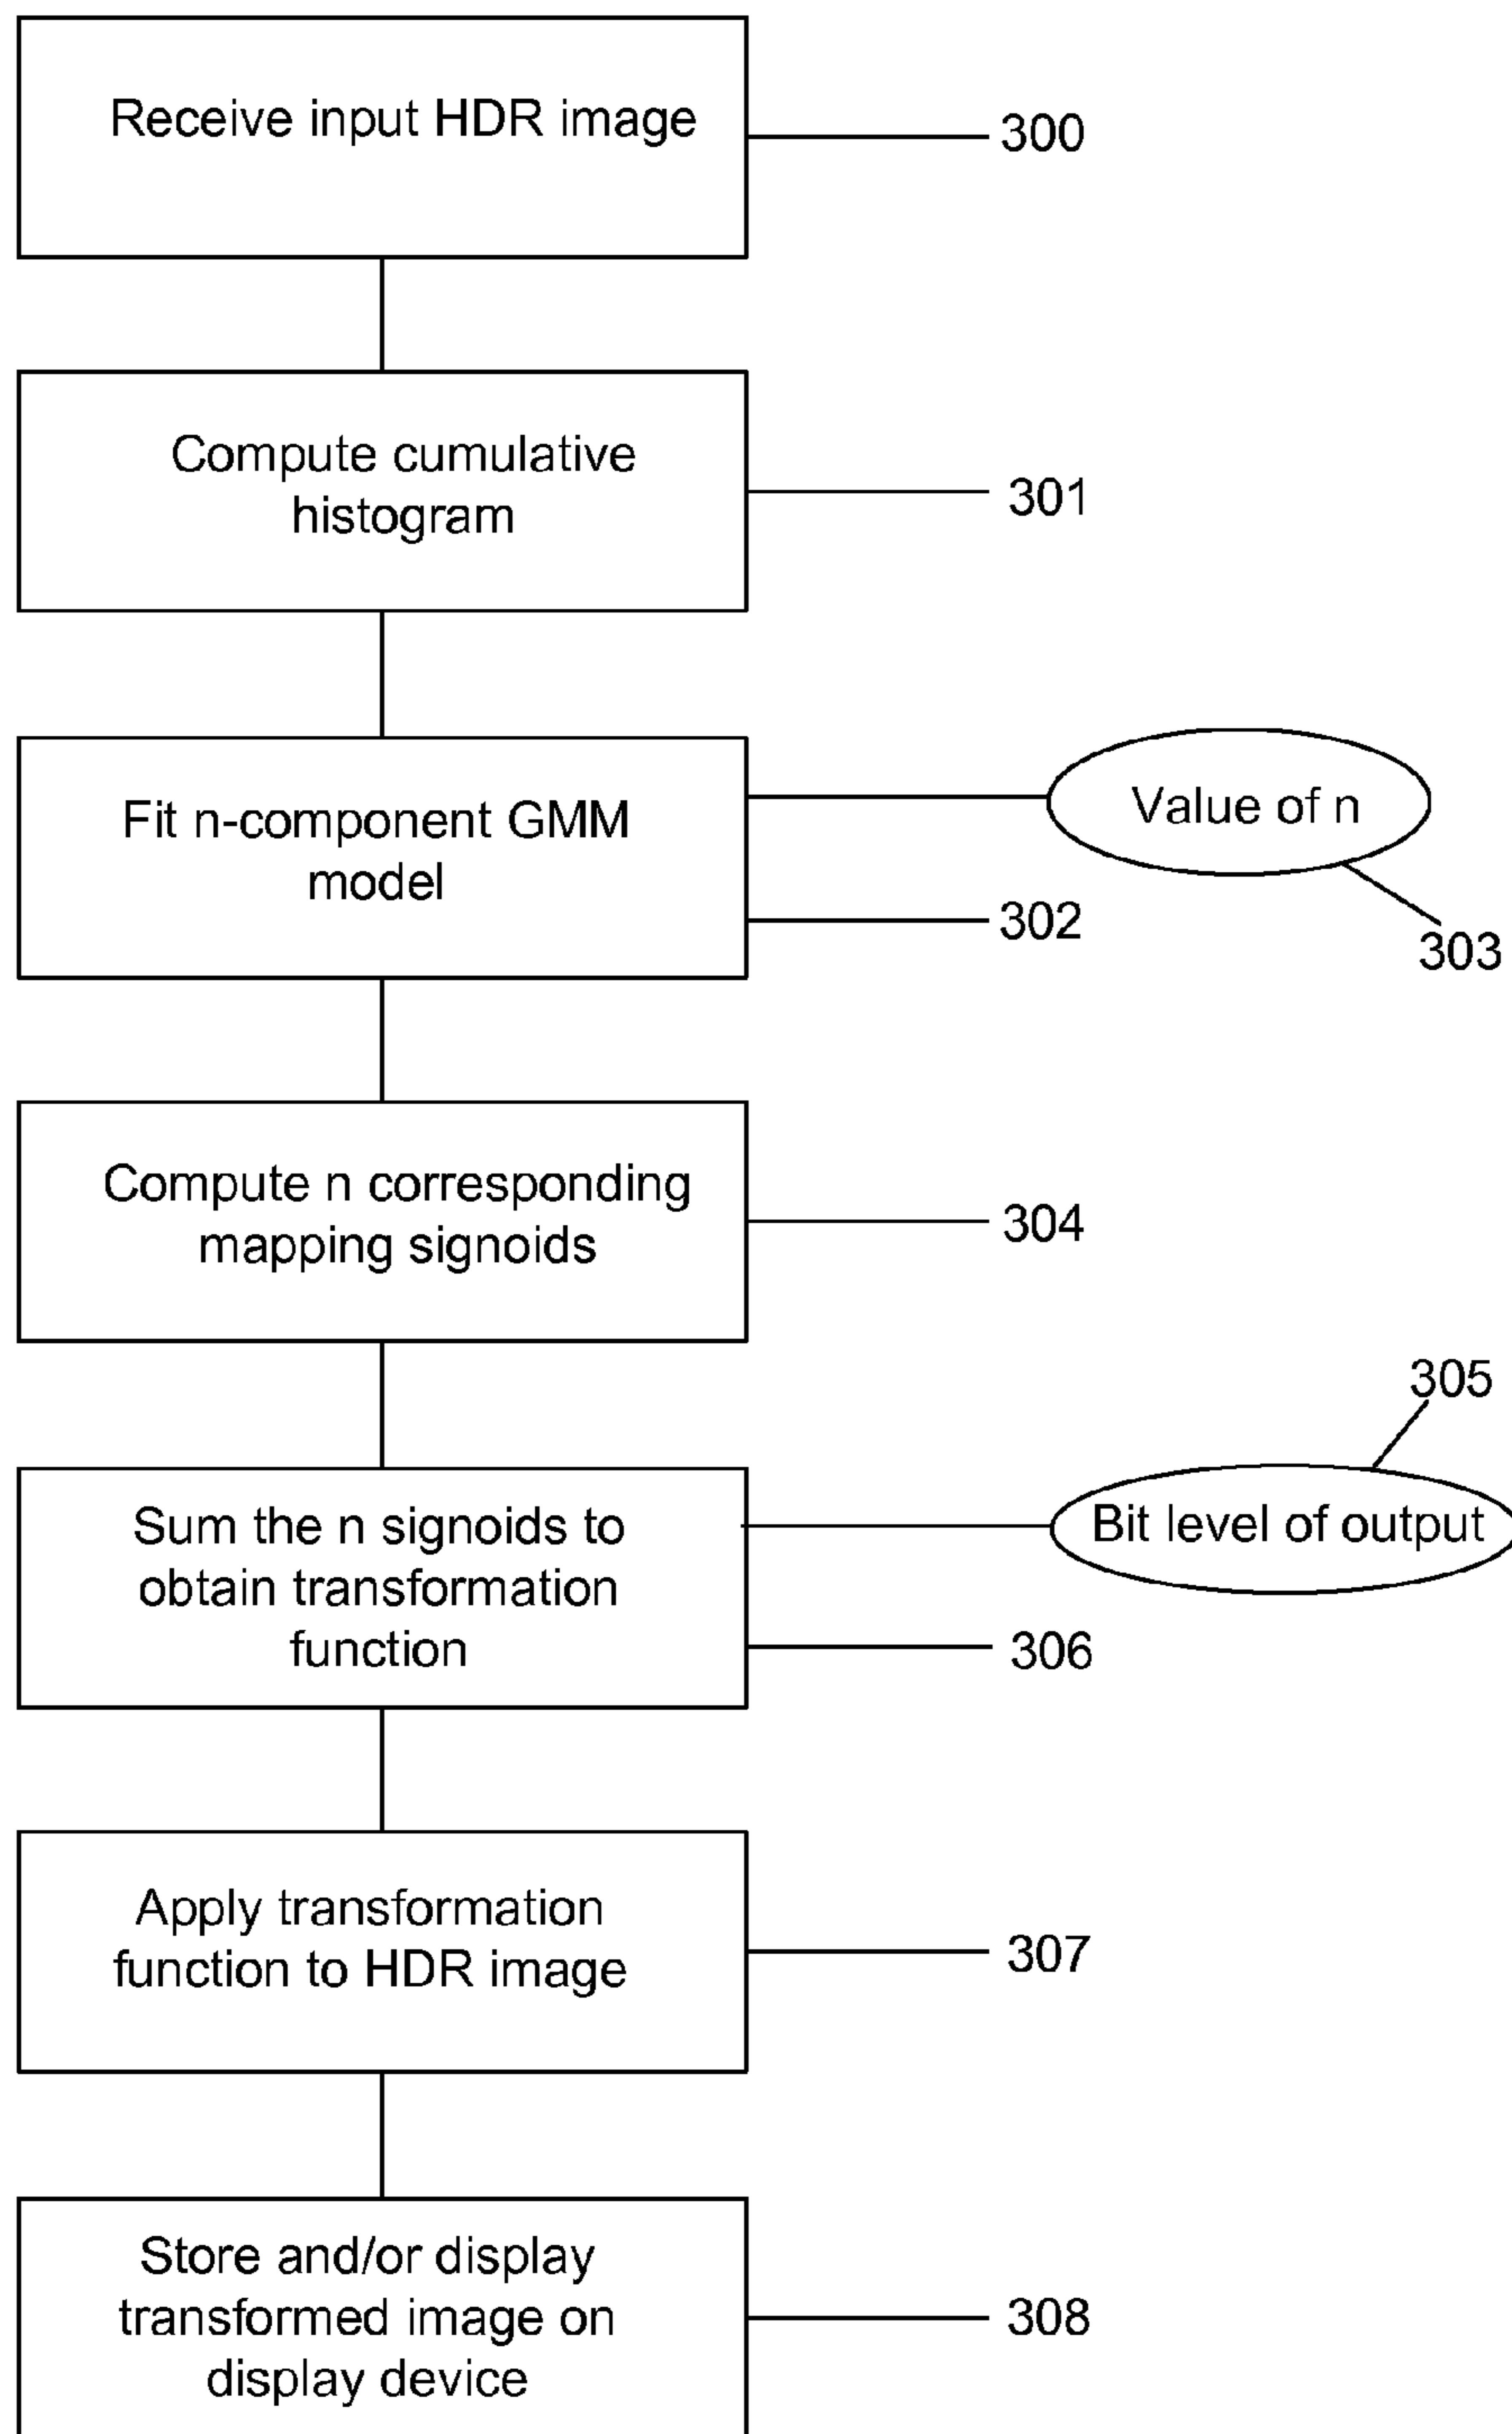 Receive input HDR image
300
Compute cumulative
histogram
301
Fit n-component GMM
model
Value of n
302
303
Compute n corresponding
mapping signoids
304
305
Sum the n signoids to
obtain transformation
function
Bit level of output
306
Apply transformation
function to HDR image
307
Store and/or display
transformed image on
display device
308